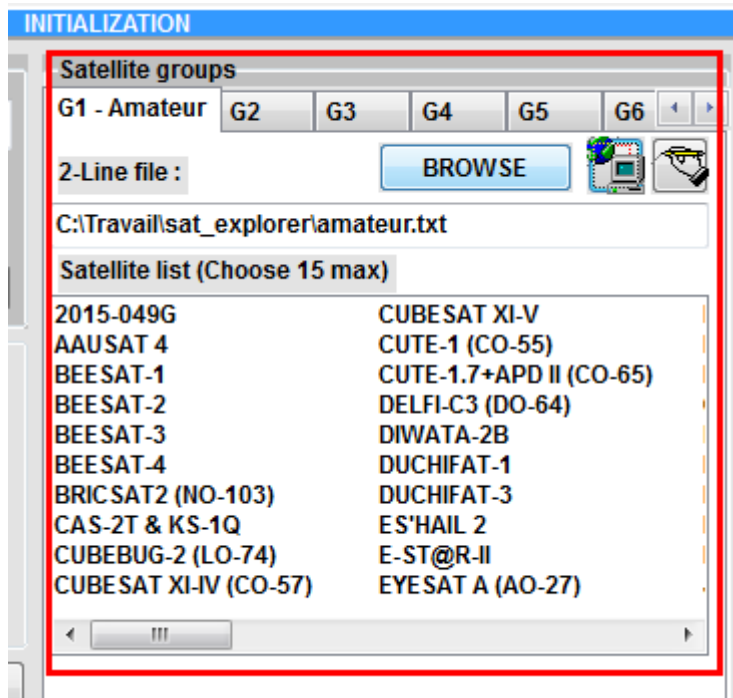 INITIALIZATION
Satellite groups
G1 - Amateur G2 G3 G4 G5 G6
2-Line file : BROWSE
C:\Travail\sat_explorer\amateur.txt
Satellite list (Choose 15 max)
2015-049G CUBESAT XI-V
AAUSAT 4 CUTE-1 (CO-55)
BEESAT-1 CUTE-1.7+APD II (CO-65)
BEESAT-2 DELFI-C3 (DO-64)
BEESAT-3 DIWATA-2B
BEESAT-4 DUCHIFAT-1
BRICSAT2 (NO-103) DUCHIFAT-3
CAS-2T & KS-1Q ES'HAIL 2
CUBEBUG-2 (LO-74) E-ST@R-II
CUBESAT XI-IV (CO-57) EYESAT A (AO-27)